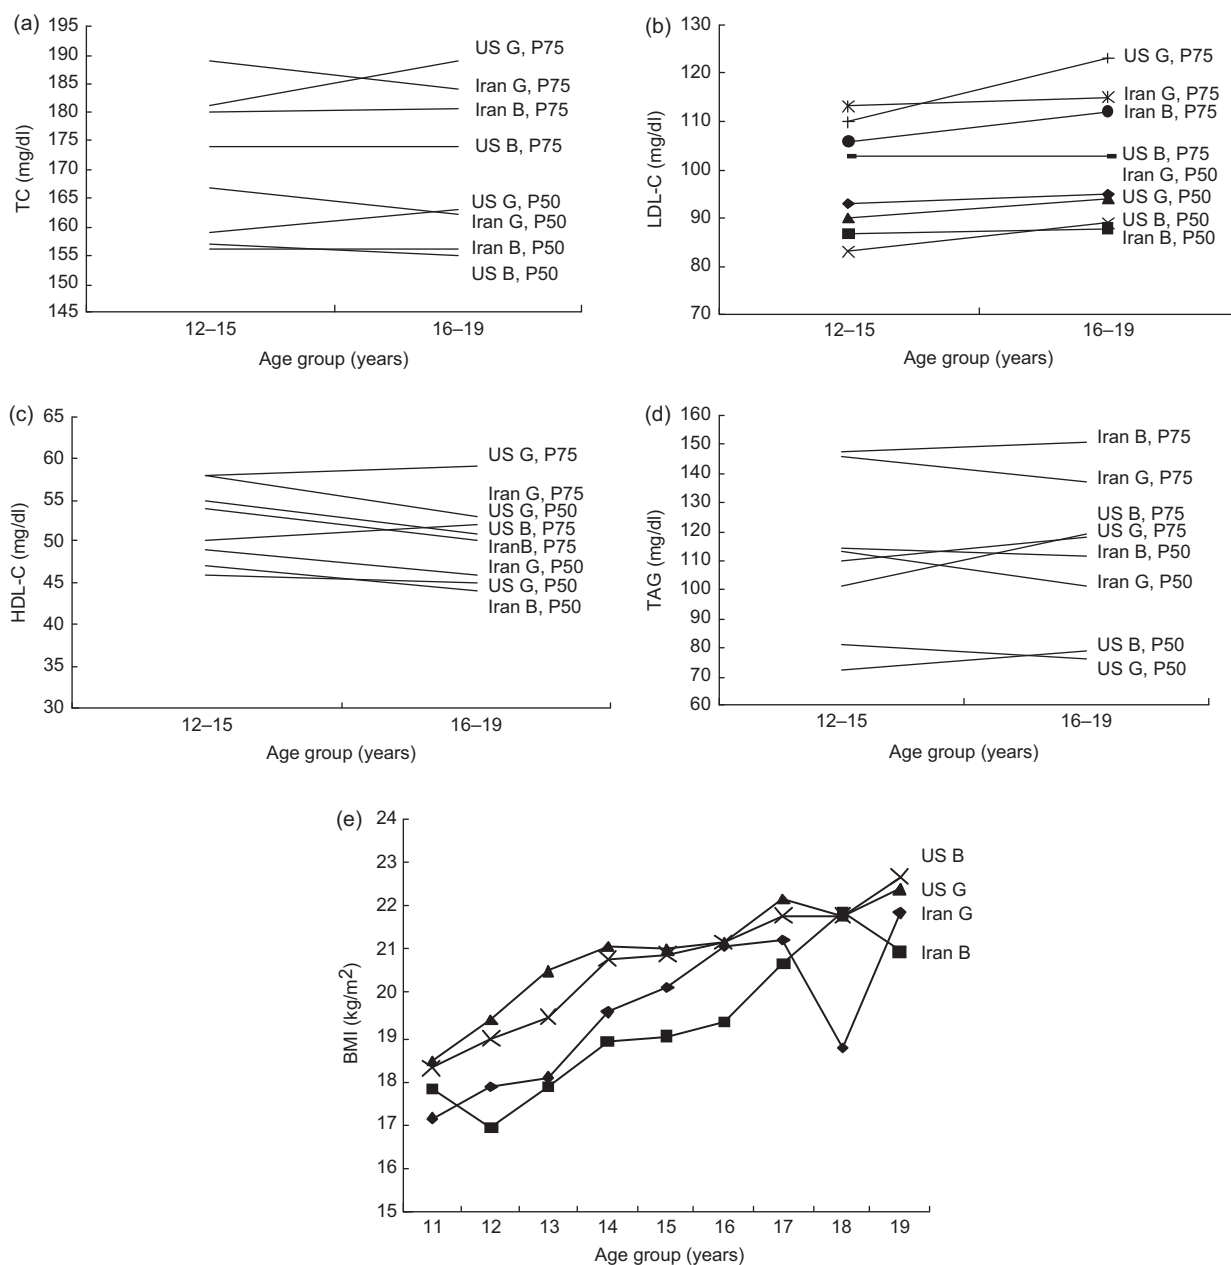 (a)
195
190
185
180
175
170
165
160
155
150
145
TC (mg/dl)
US G, P75
Iran G, P75
Iran B, P75
US B, P75
US G, P50
Iran G, P50
Iran B, P50
US B, P50
12–15
16–19
Age group (years)
(b)
130
120
110
100
90
80
70
LDL-C (mg/dl)
US G, P75
Iran G, P75
Iran B, P75
US B, P75
Iran G, P50
US G, P50
US B, P50
Iran B, P50
12–15
16–19
Age group (years)
(c)
65
60
55
50
45
40
35
30
HDL-C (mg/dl)
US G, P75
Iran G, P75
US G, P50
US B, P75
IranB, P75
Iran G, P50
US G, P50
Iran B, P50
12–15
16–19
Age group (years)
(d)
160
150
140
130
120
110
100
90
80
70
60
TAG (mg/dl)
Iran B, P75
Iran G, P75
US B, P75
US G, P75
Iran B, P50
Iran G, P50
US B, P50
US G, P50
12–15
16–19
Age group (years)
(e)
24
23
22
21
20
19
18
17
16
15
BMI (kg/m2)
US B
US G
Iran G
Iran B
11 12 13 14 15 16 17 18 19
Age group (years)